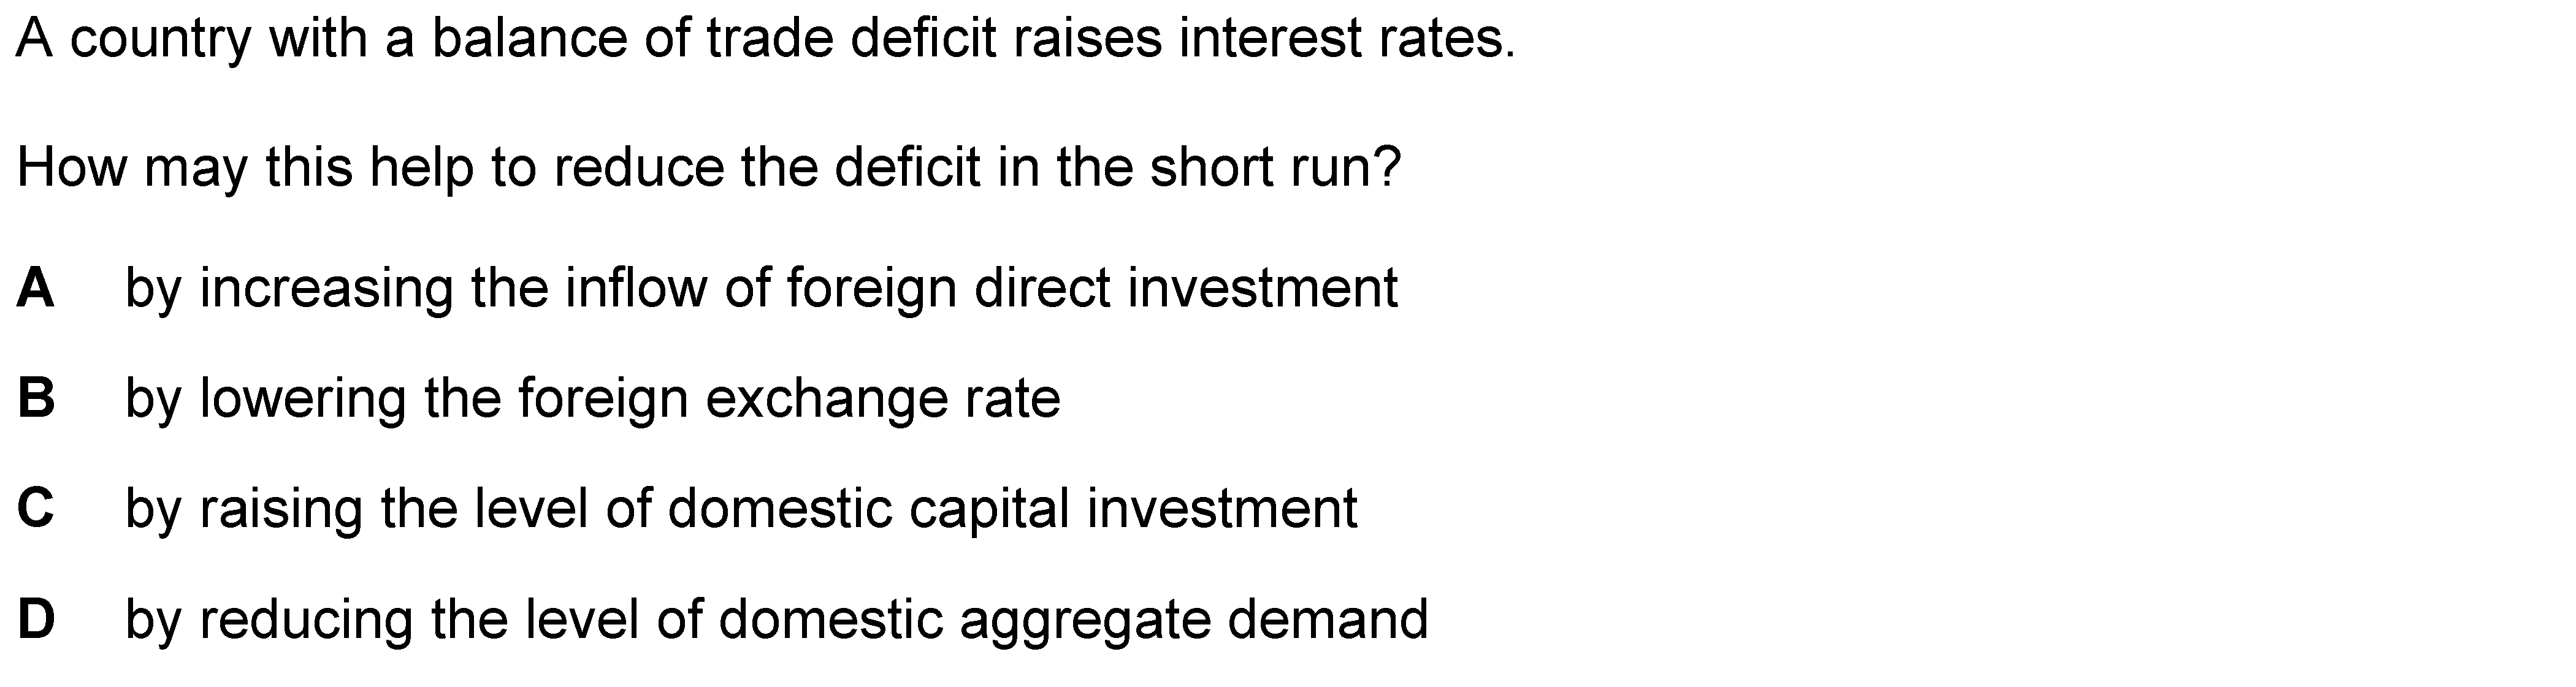 A country with a balance of trade deficit raises interest rates.
How may this help to reduce the deficit in the short run?
A by increasing the inflow of foreign direct investment
B by lowering the foreign exchange rate
C by raising the level of domestic capital investment
D by reducing the level of domestic aggregate demand